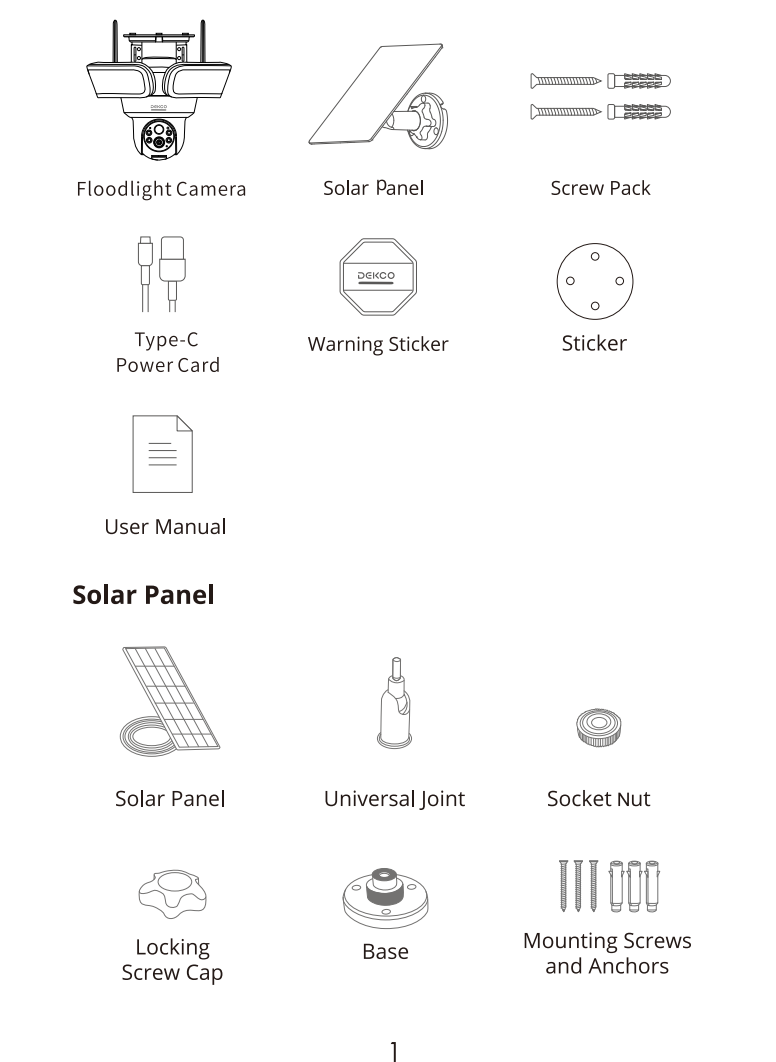 DEKCO
Floodlight Camera
Solar Panel
Screw Pack
DEKCO
Type-C
Power Card
Warning Sticker
Sticker
User Manual
Solar Panel
Solar Panel
Universal Joint
Socket Nut
Locking
Screw Cap
Base
Mounting Screws
and Anchors
1